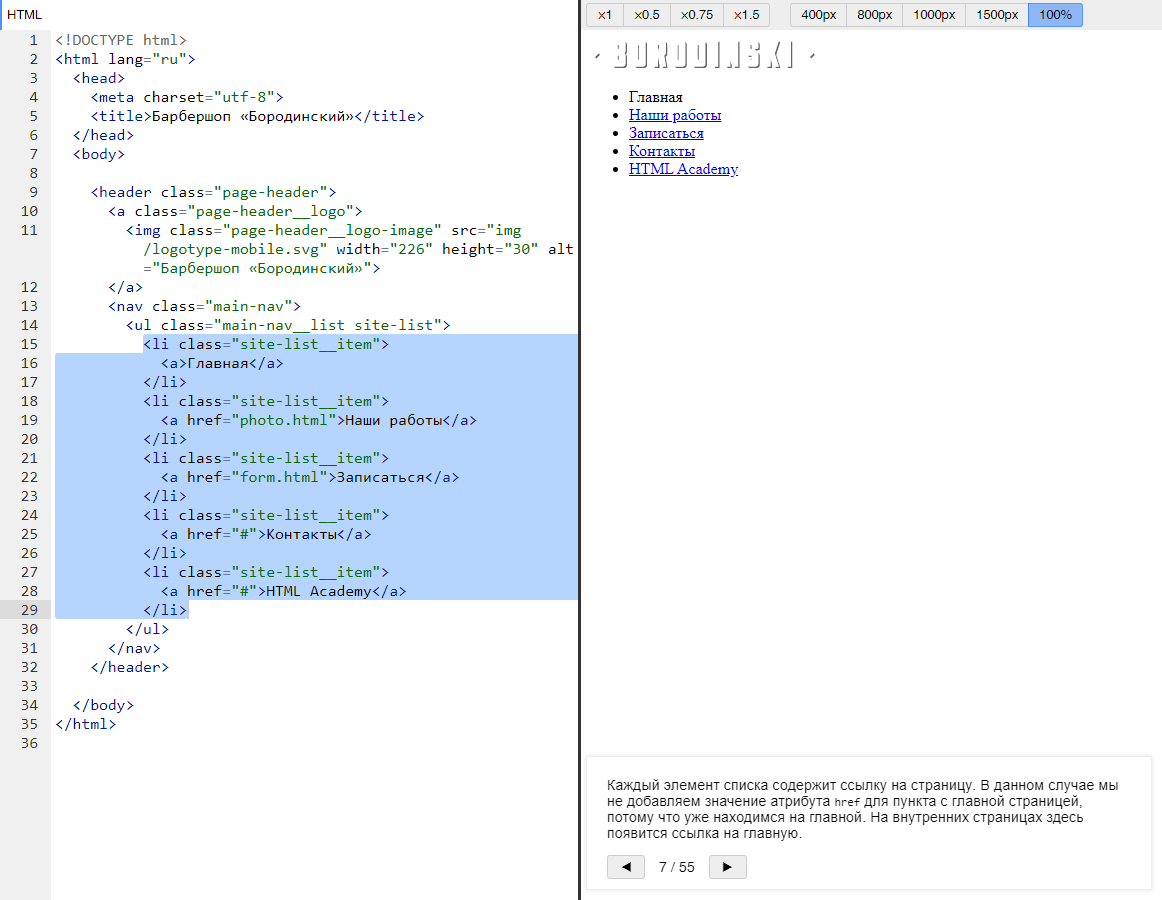 HTML
×1 ×0.5 ×0.75 ×1.5 400px 800px 1000px 1500px 100%
1 <!DOCTYPE html>
2 <html lang="ru">
3 <head>
4 <meta charset="utf-8">
5 <title>Барбершоп «Бородинский»</title>
6 </head>
7 <body>
8
9 <header class="page-header">
10 <a class="page-header__logo">
11 <img class="page-header__logo-image" src="img
/logotype-mobile.svg" width="226" height="30" alt
="Барбершоп «Бородинский»">
12 </a>
13 <nav class="main-nav">
14 <ul class="main-nav__list site-list">
15 <li class="site-list__item">
16 <a>Главная</a>
17 </li>
18 <li class="site-list__item">
19 <a href="photo.html">Наши работы</a>
20 </li>
21 <li class="site-list__item">
22 <a href="form.html">Записаться</a>
23 </li>
24 <li class="site-list__item">
25 <a href="#">Контакты</a>
26 </li>
27 <li class="site-list__item">
28 <a href="#">HTML Academy</a>
29 </li>
30 </ul>
31 </nav>
32 </header>
33
34 </body>
35 </html>
36
BORODINSKI
Главная
Наши работы
Записаться
Контакты
HTML Academy
Каждый элемент списка содержит ссылку на страницу. В данном случае мы
не добавляем значение атрибута href для пункта с главной страницей,
потому что уже находимся на главной. На внутренних страницах здесь
появится ссылка на главную.
7 / 55